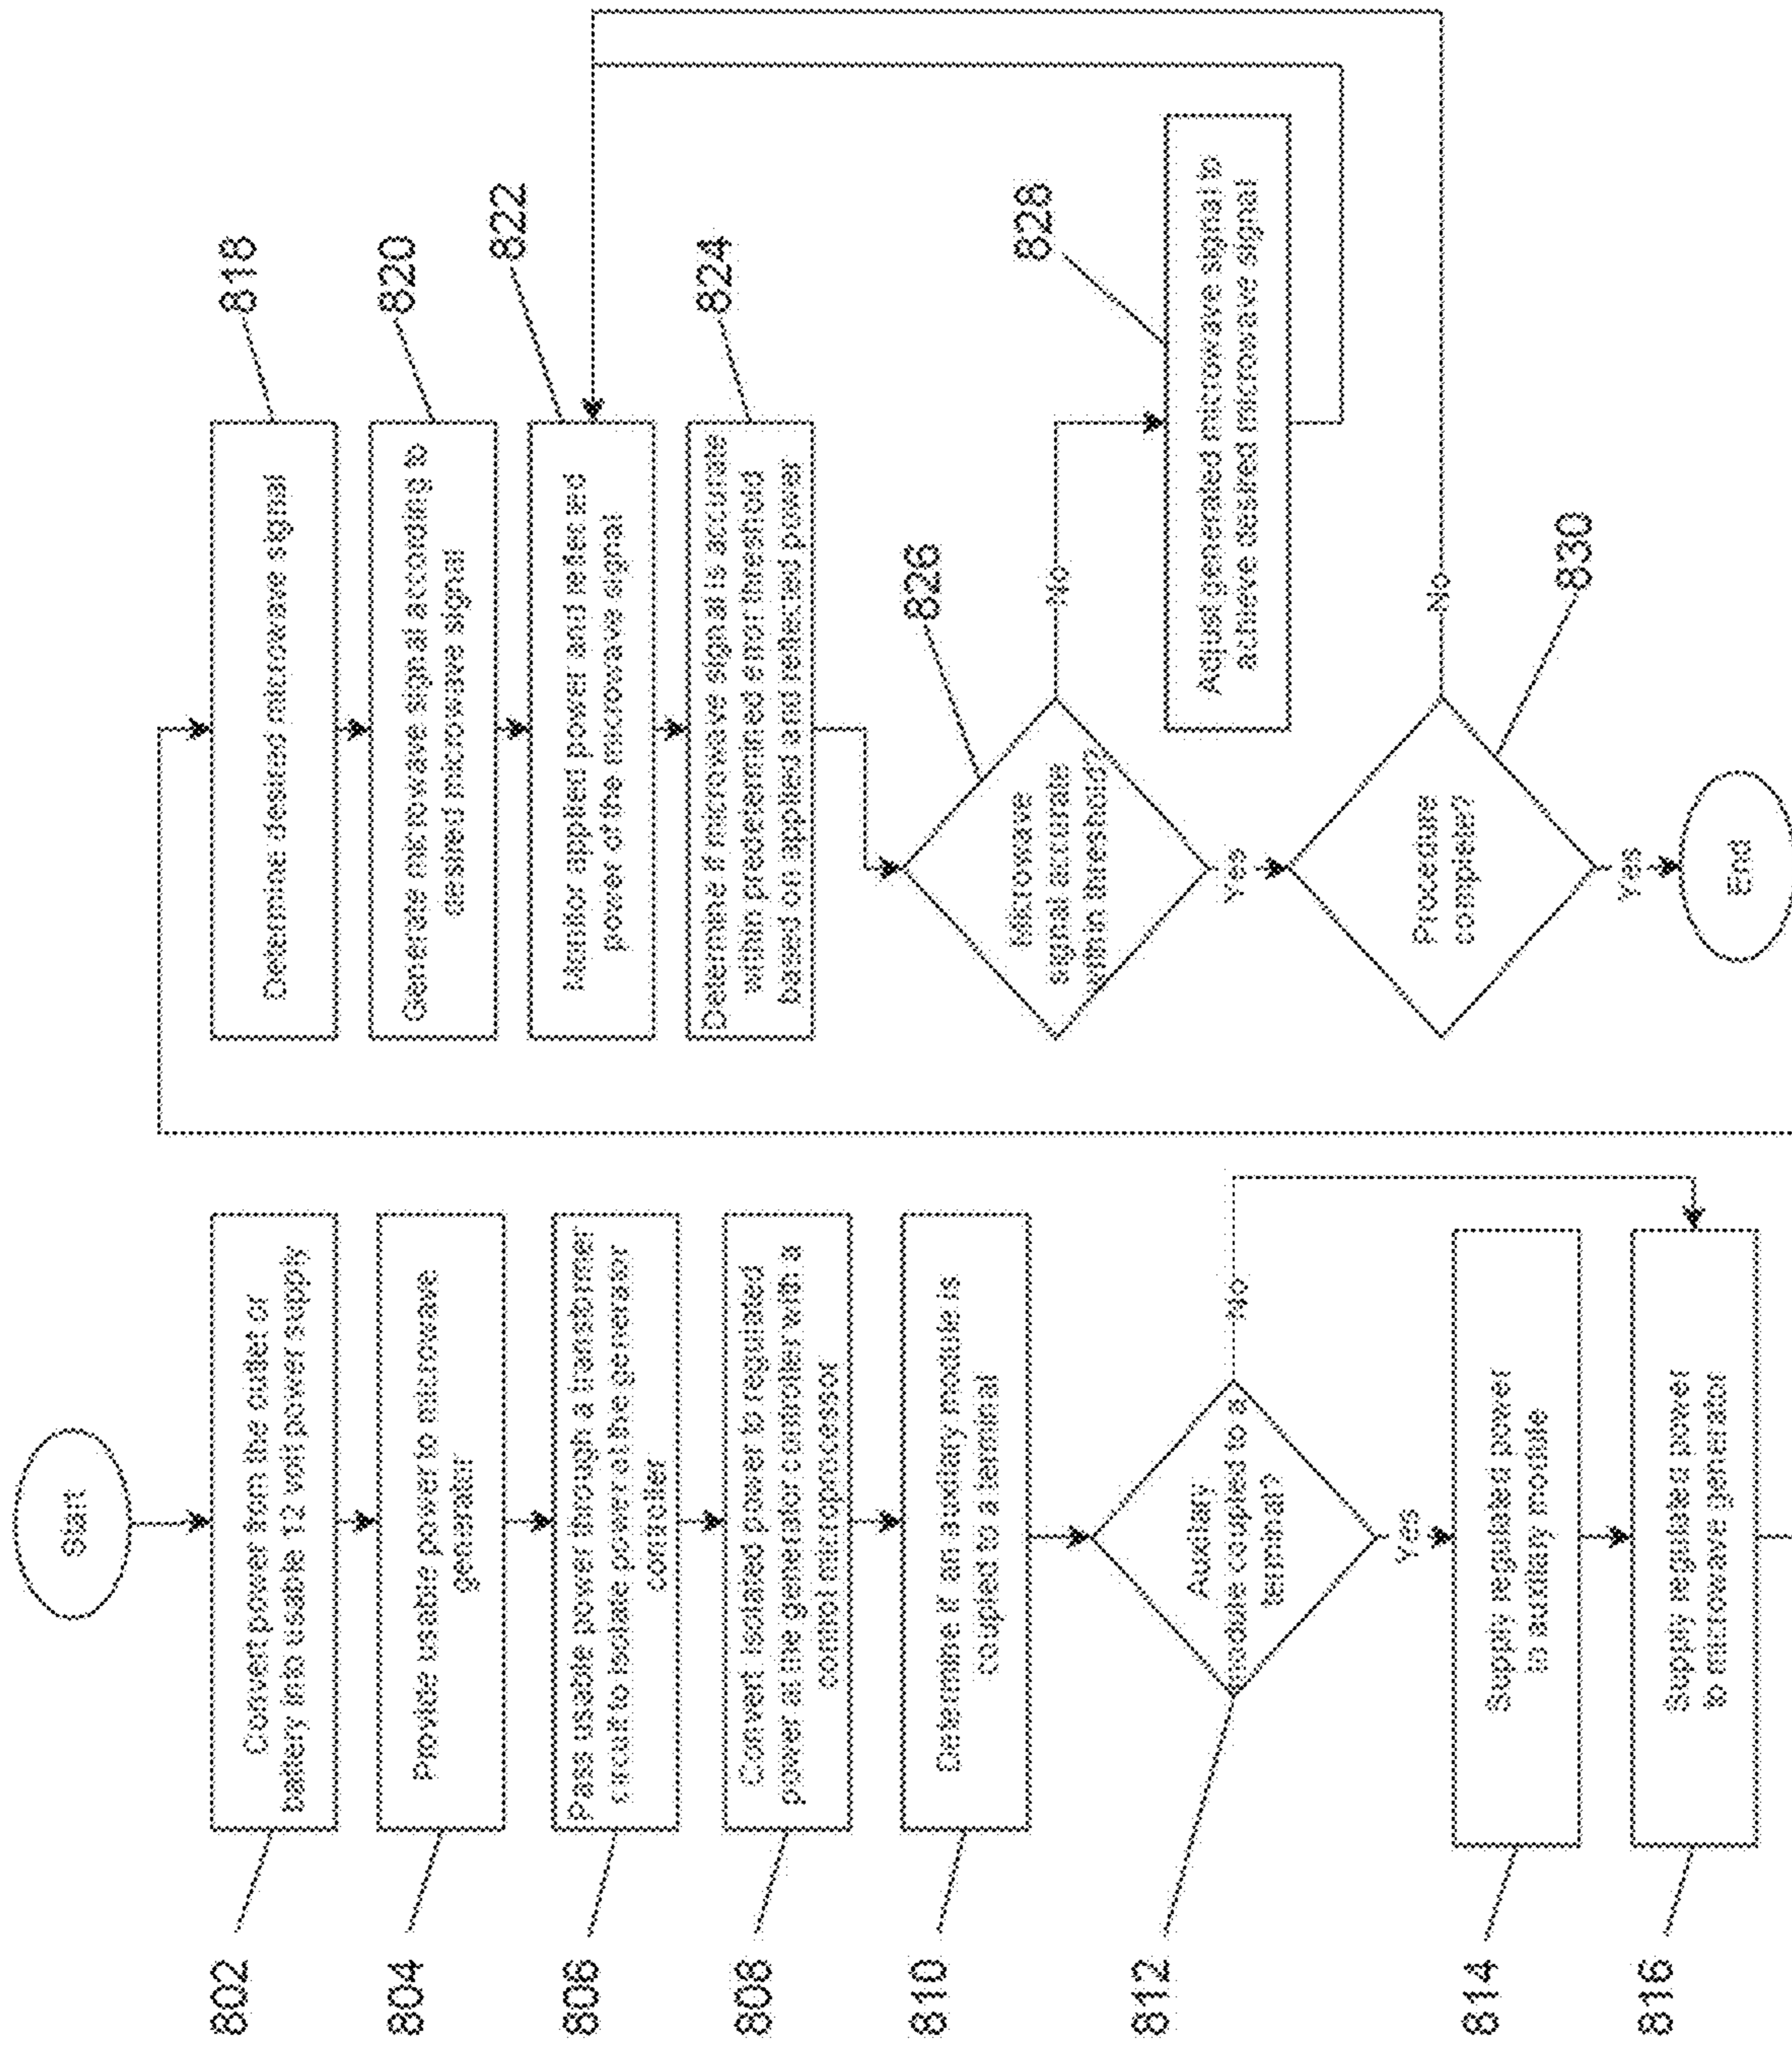 Start
802
Convert power from the outlet or
battery into usable 12 volt power supply
804
Provide usable power to microwave
generator
806
Pass usable power through a transformer
circuit to isolate power at the generator
controller
808
Convert isolated power to regulated
power at the generator controller with a
control microprocessor
810
Determine if an auxiliary module is
coupled to a terminal
812
Auxiliary
module coupled to a
terminal?
No
Yes
814
Supply regulated power
to auxiliary module
816
Supply regulated power
to microwave generator
818
Determine desired microwave signal
820
Generate microwave signal according to
desired microwave signal
822
Monitor applied power and reflected
power of the microwave signal
824
Determine if microwave signal is accurate
within predetermined error threshold
based on applied and reflected power
826
Microwave
signal accurate
within threshold?
No
Yes
828
Adjust generated microwave signal to
achieve desired microwave signal
830
Procedure
complete?
No
Yes
End